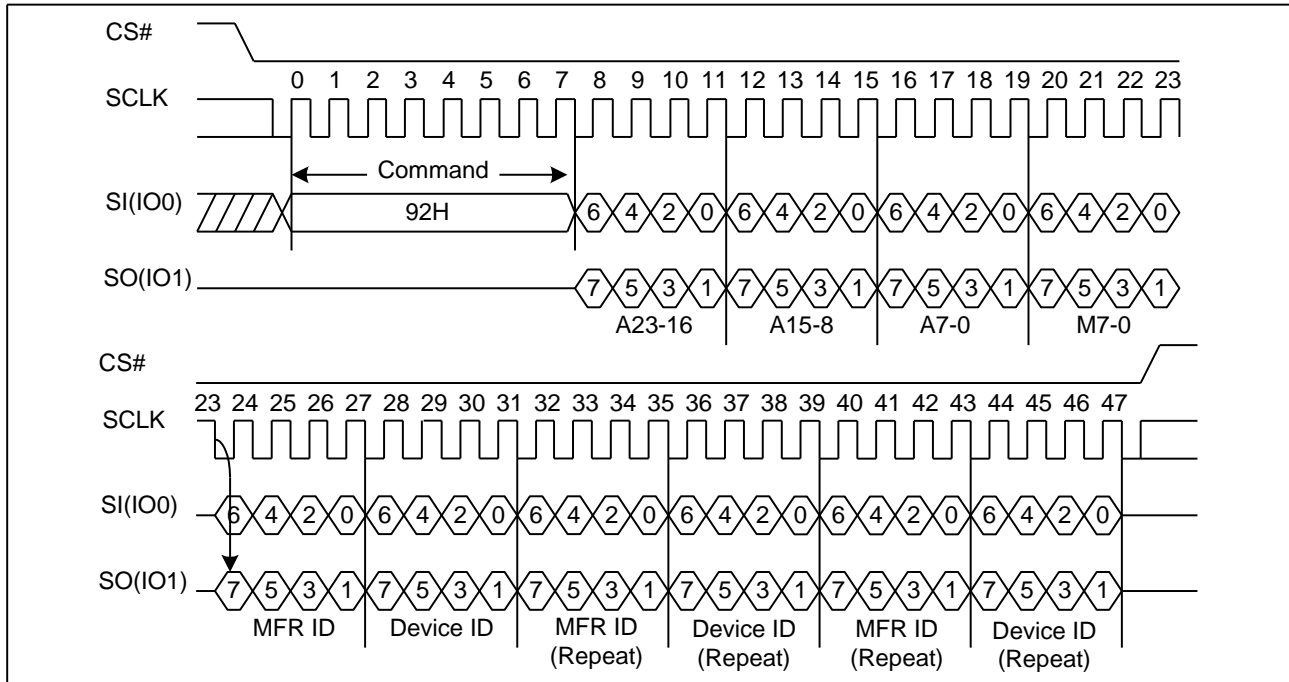 CS#
0 1 2 3 4 5 6 7 8 9 10 11 12 13 14 15 16 17 18 19 20 21 22 23
SCLK
Command
SI(IO0)
92H 6 4 2 0 6 4 2 0 6 4 2 0 6 4 2 0
SO(IO1)
7 5 3 1 7 5 3 1 7 5 3 1 7 5 3 1
A23-16 A15-8 A7-0 M7-0
CS#
23 24 25 26 27 28 29 30 31 32 33 34 35 36 37 38 39 40 41 42 43 44 45 46 47
SCLK
SI(IO0)
6 4 2 0 6 4 2 0 6 4 2 0 6 4 2 0 6 4 2 0 6 4 2 0
SO(IO1)
7 5 3 1 7 5 3 1 7 5 3 1 7 5 3 1 7 5 3 1 7 5 3 1
MFR ID Device ID MFR ID Device ID MFR ID Device ID
(Repeat) (Repeat) (Repeat) (Repeat)